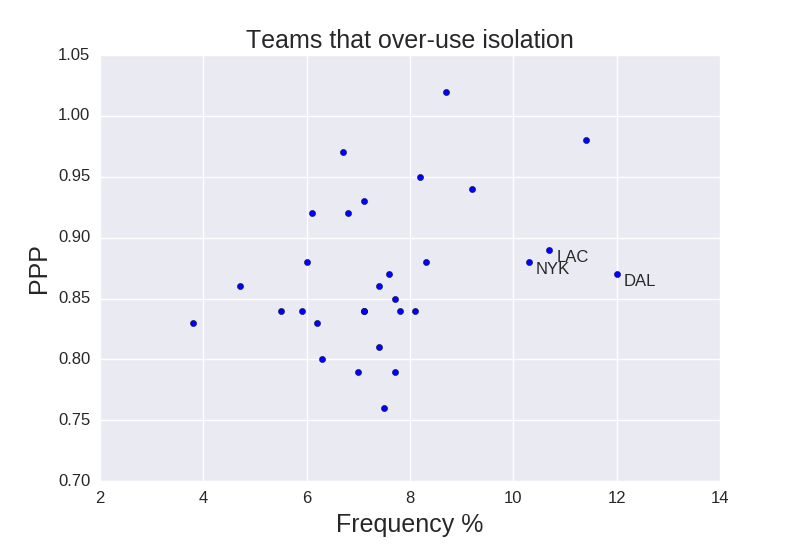 Teams that over-use isolation
1.05
1.00
0.95
0.90
0.85
0.80
0.75
0.70
PPP
LAC
NYK
DAL
2 4 6 8 10 12 14
Frequency %